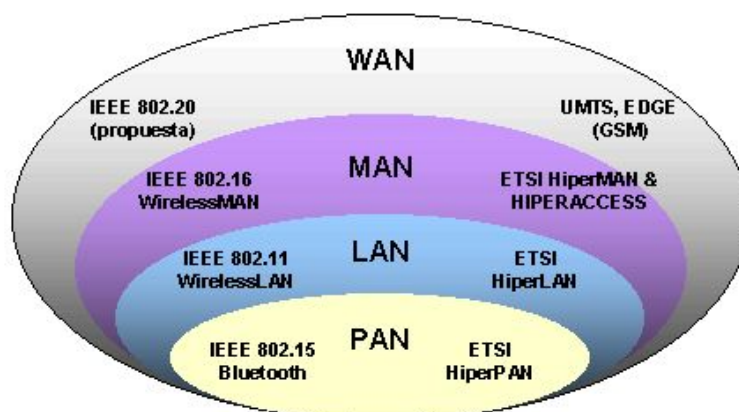 WAN
IEEE 802.20
(propuesta)
UMTS, EDGE
(GSM)
MAN
IEEE 802.16
WirelessMAN
ETSI HiperMAN &
HIPERACCESS
LAN
IEEE 802.11
WirelessLAN
ETSI
HiperLAN
PAN
IEEE 802.15
Bluetooth
ETSI
HiperPAN